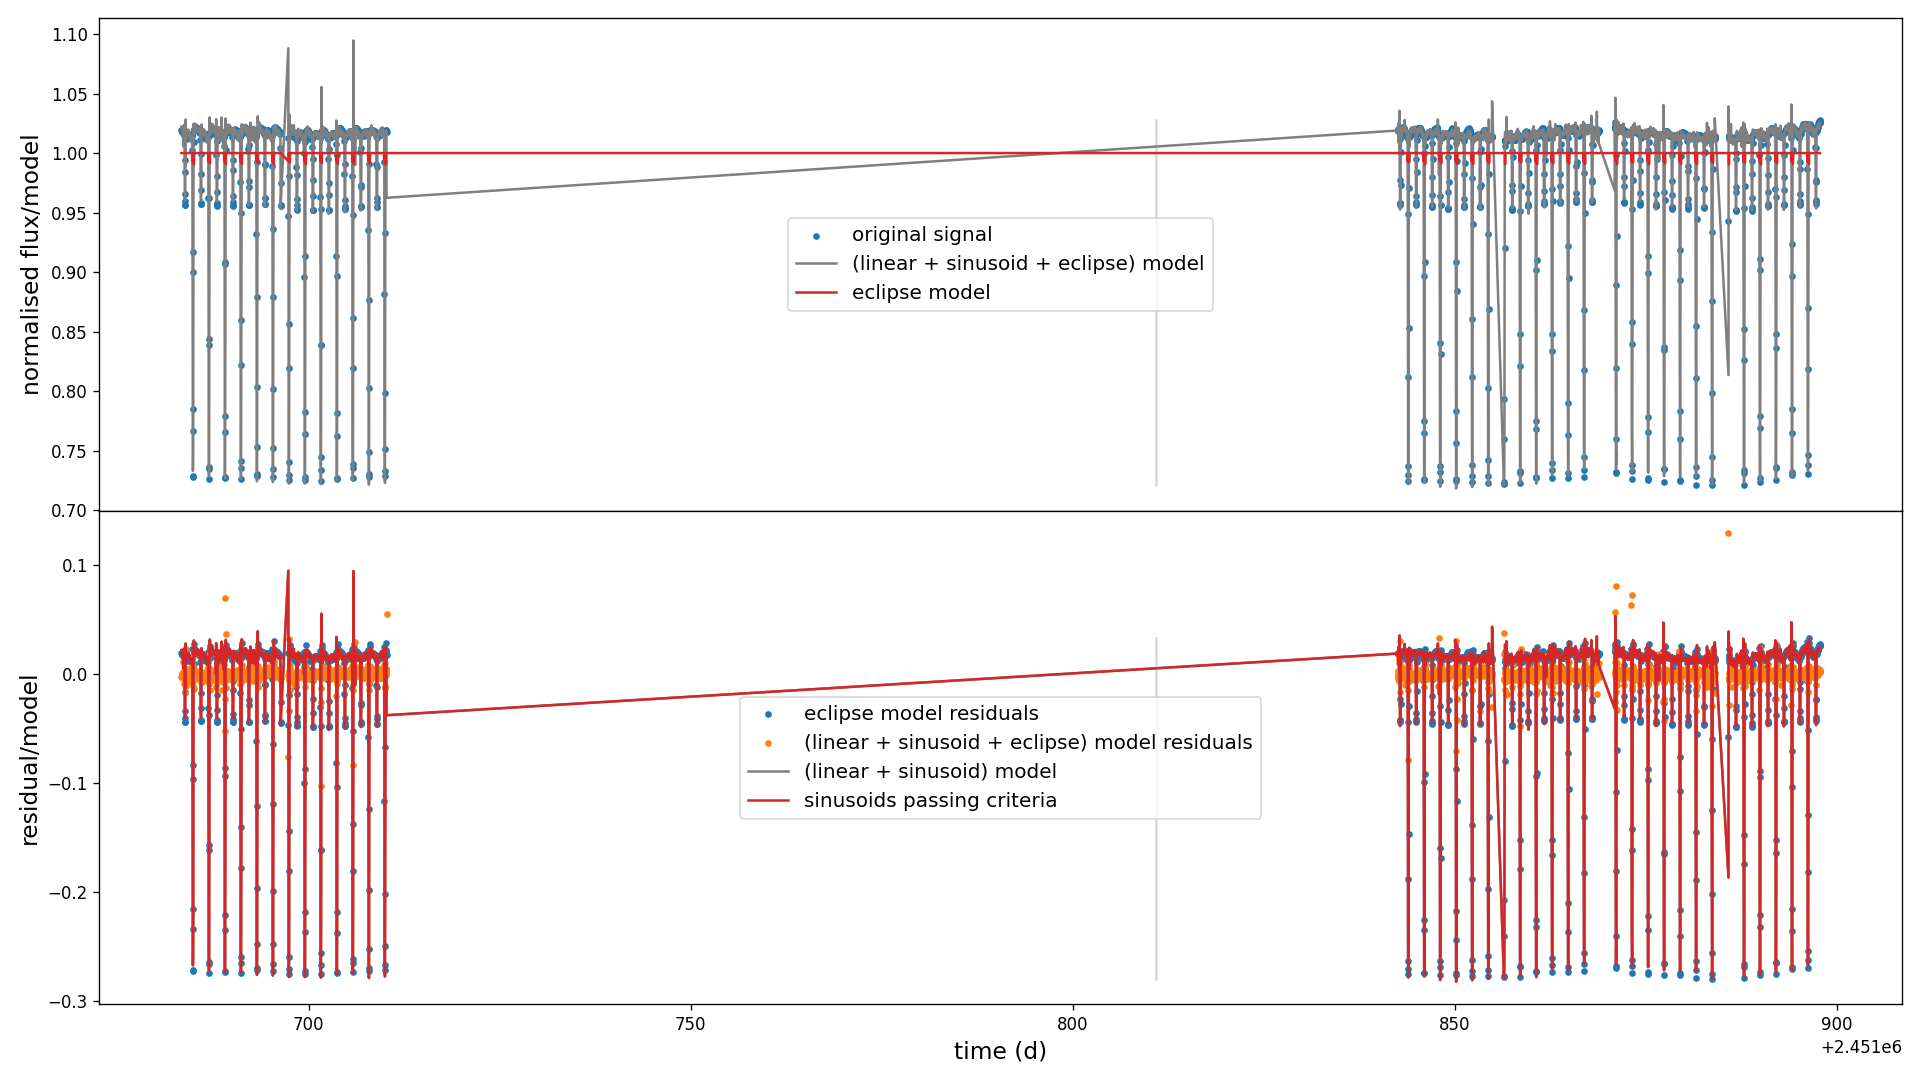 1.10
1.05
1.00
0.95
0.90
0.85
0.80
0.75
0.70
normalised flux/model
original signal
(linear + sinusoid + eclipse) model
eclipse model
0.1
0.0
−0.1
−0.2
−0.3
residual/model
eclipse model residuals
(linear + sinusoid + eclipse) model residuals
(linear + sinusoid) model
sinusoids passing criteria
700
750
800
850
900
+2.451e6
time (d)